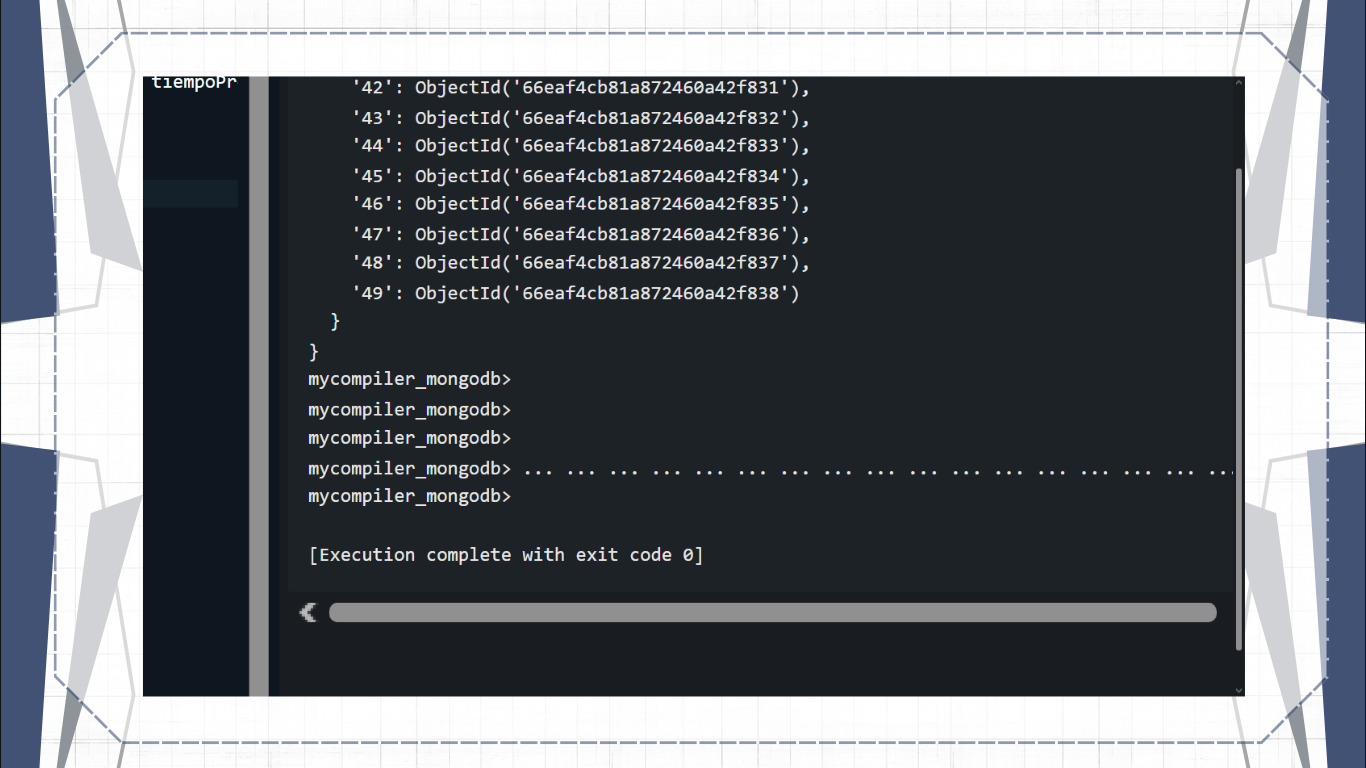 tiempoPr
'42': ObjectId('66eaf4cb81a872460a42f831'),
'43': ObjectId('66eaf4cb81a872460a42f832'),
'44': ObjectId('66eaf4cb81a872460a42f833'),
'45': ObjectId('66eaf4cb81a872460a42f834'),
'46': ObjectId('66eaf4cb81a872460a42f835'),
'47': ObjectId('66eaf4cb81a872460a42f836'),
'48': ObjectId('66eaf4cb81a872460a42f837'),
'49': ObjectId('66eaf4cb81a872460a42f838')
}
}
mycompiler_mongodb>
mycompiler_mongodb>
mycompiler_mongodb>
mycompiler_mongodb> ... ... ... ... ... ... ... ... ... ... ... ... ... ... ... ... ...
mycompiler_mongodb>
[Execution complete with exit code 0]